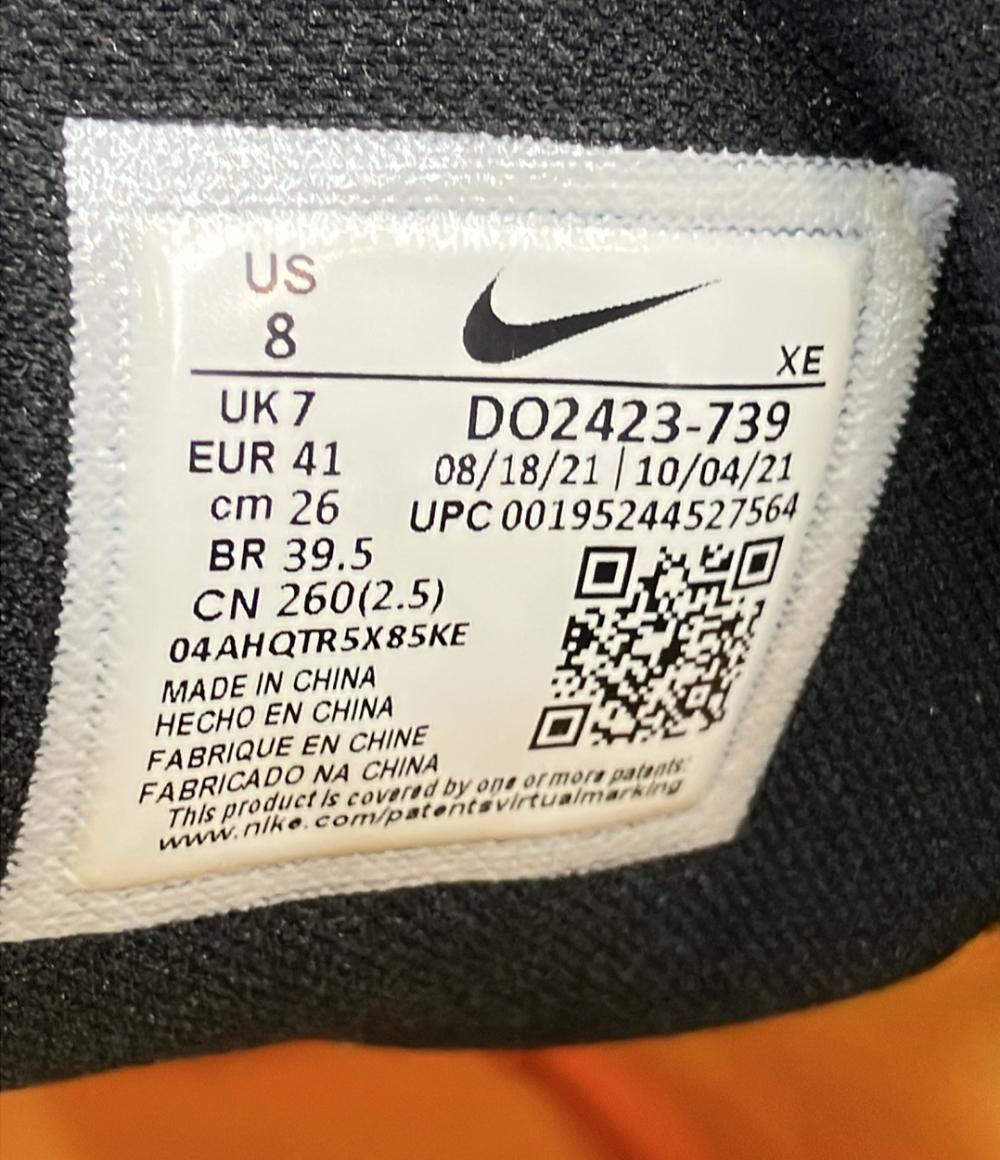 US
8
XE
UK 7
EUR 41
cm 26
BR 39.5
CN 260(2.5)
DO2423-739
08/18/21 | 10/04/21
UPC 00195244527564
04AHQTR5X85KE
MADE IN CHINA
HECHO EN CHINA
FABRIQUE EN CHINE
FABRICADO NA CHINA
This product is covered by one or more patents:
www.nike.com/patentsvirtualmarking